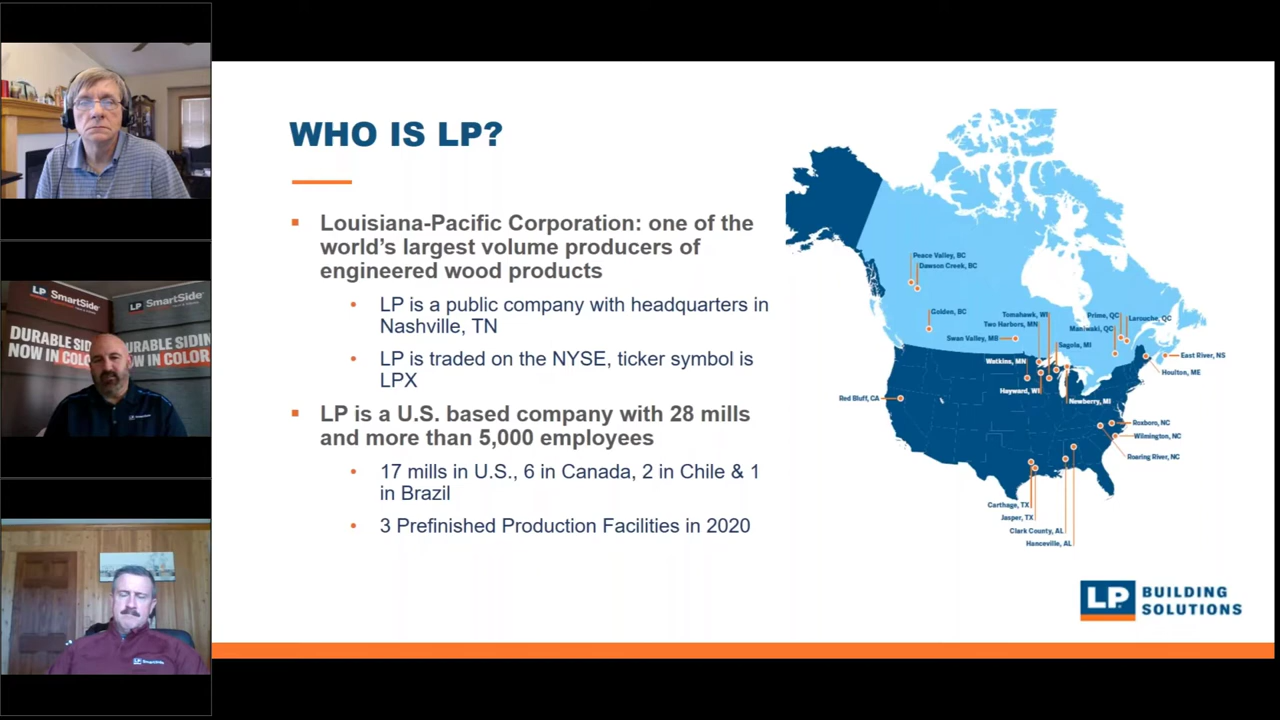 WHO IS LP?
Louisiana-Pacific Corporation: one of the
world's largest volume producers of
engineered wood products
LP is a public company with headquarters in
Nashville, TN
LP is traded on the NYSE, ticker symbol is
LPX
LP is a U.S. based company with 28 mills
and more than 5,000 employees
17 mills in U.S., 6 in Canada, 2 in Chile & 1
in Brazil
3 Prefinished Production Facilities in 2020
Peace Valley, BC
Dawson Creek, BC
Golden, BC
Swan Valley, MB
Tomahawk, WI
Two Harbors, MN
Segola, MI
Watkins, MN
Hayward, WI
Newberry, MI
Prime, QC
Larouche, QC
Maniwaki, QC
East River, NS
Houlton, ME
Red Bluff, CA
Roxboro, NC
Wilmington, NC
Roaring River, NC
Carthage, TX
Jasper, TX
Clark County, AL
Hanceville, AL
LP BUILDING
SOLUTIONS
LP SmartSide
LP SmartSide
DURABLE SIDING
NOW IN COLOR
DURABLE SIDING
NOW IN COLOR
LP SmartSide